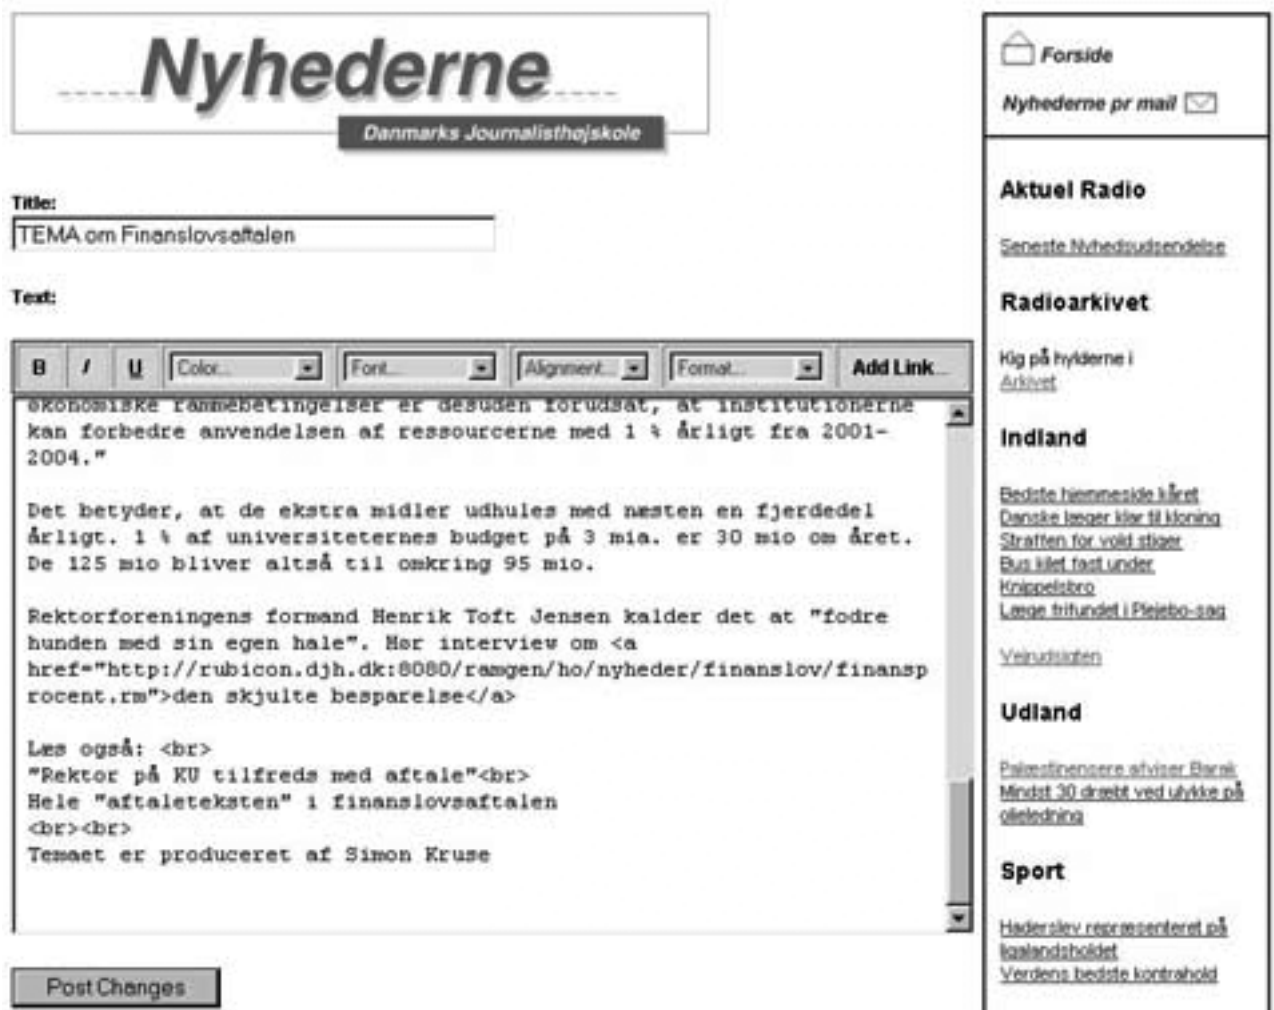 Nyhederne
Danmarks Journalisthøjskole
Title:
TEMA om Finanslovsaftalen
Text:
B I U Color... Font... Alignment... Format... Add Link...
økonomiske rammebetingelser er desuden forudsat, at institutionerne
kan forbedre anvendelsen af ressourcerne med 1 % årligt fra 2001-
2004."
Det betyder, at de ekstra midler udhules med næsten en fjerdedel
årligt. 1 % af universiteternes budget på 3 mia. er 30 mio om året.
De 125 mio bliver altså til omkring 95 mio.
Rektorforeningens formand Henrik Toft Jensen kalder det at "fodre
hunden med sin egen hale". Hør interview om <a
href="http://rubicon.djh.dk:8080/ramgen/ho/nyheder/finanslov/finansp
rocent.rm">den skjulte besparelse</a>
Læs også: <br>
"Rektor på KU tilfreds med aftale"<br>
Hele "aftaleteksten" i finanslovsaftalen
<br><br>
Temaet er produceret af Simon Kruse
Post Changes
Forside
Nyhederne pr mail
Aktuel Radio
Seneste Nyhedsudsendelse
Radioarkivet
Kig på hylderne i
Arkivet
Indland
Bedste hjemmeside kåret
Danske læger klar til kloning
Straffen for vold stiger
Bus kilet fast under
Knippelsbro
Læge frifundet i Plejebo-sag
Vejrudsigten
Udland
Palæstinensere afviser Barak
Mindst 30 dræbt ved ulykke på
olieledning
Sport
Haderslev repræsenteret på
ligalandsholdet
Verdens bedste kontrahold